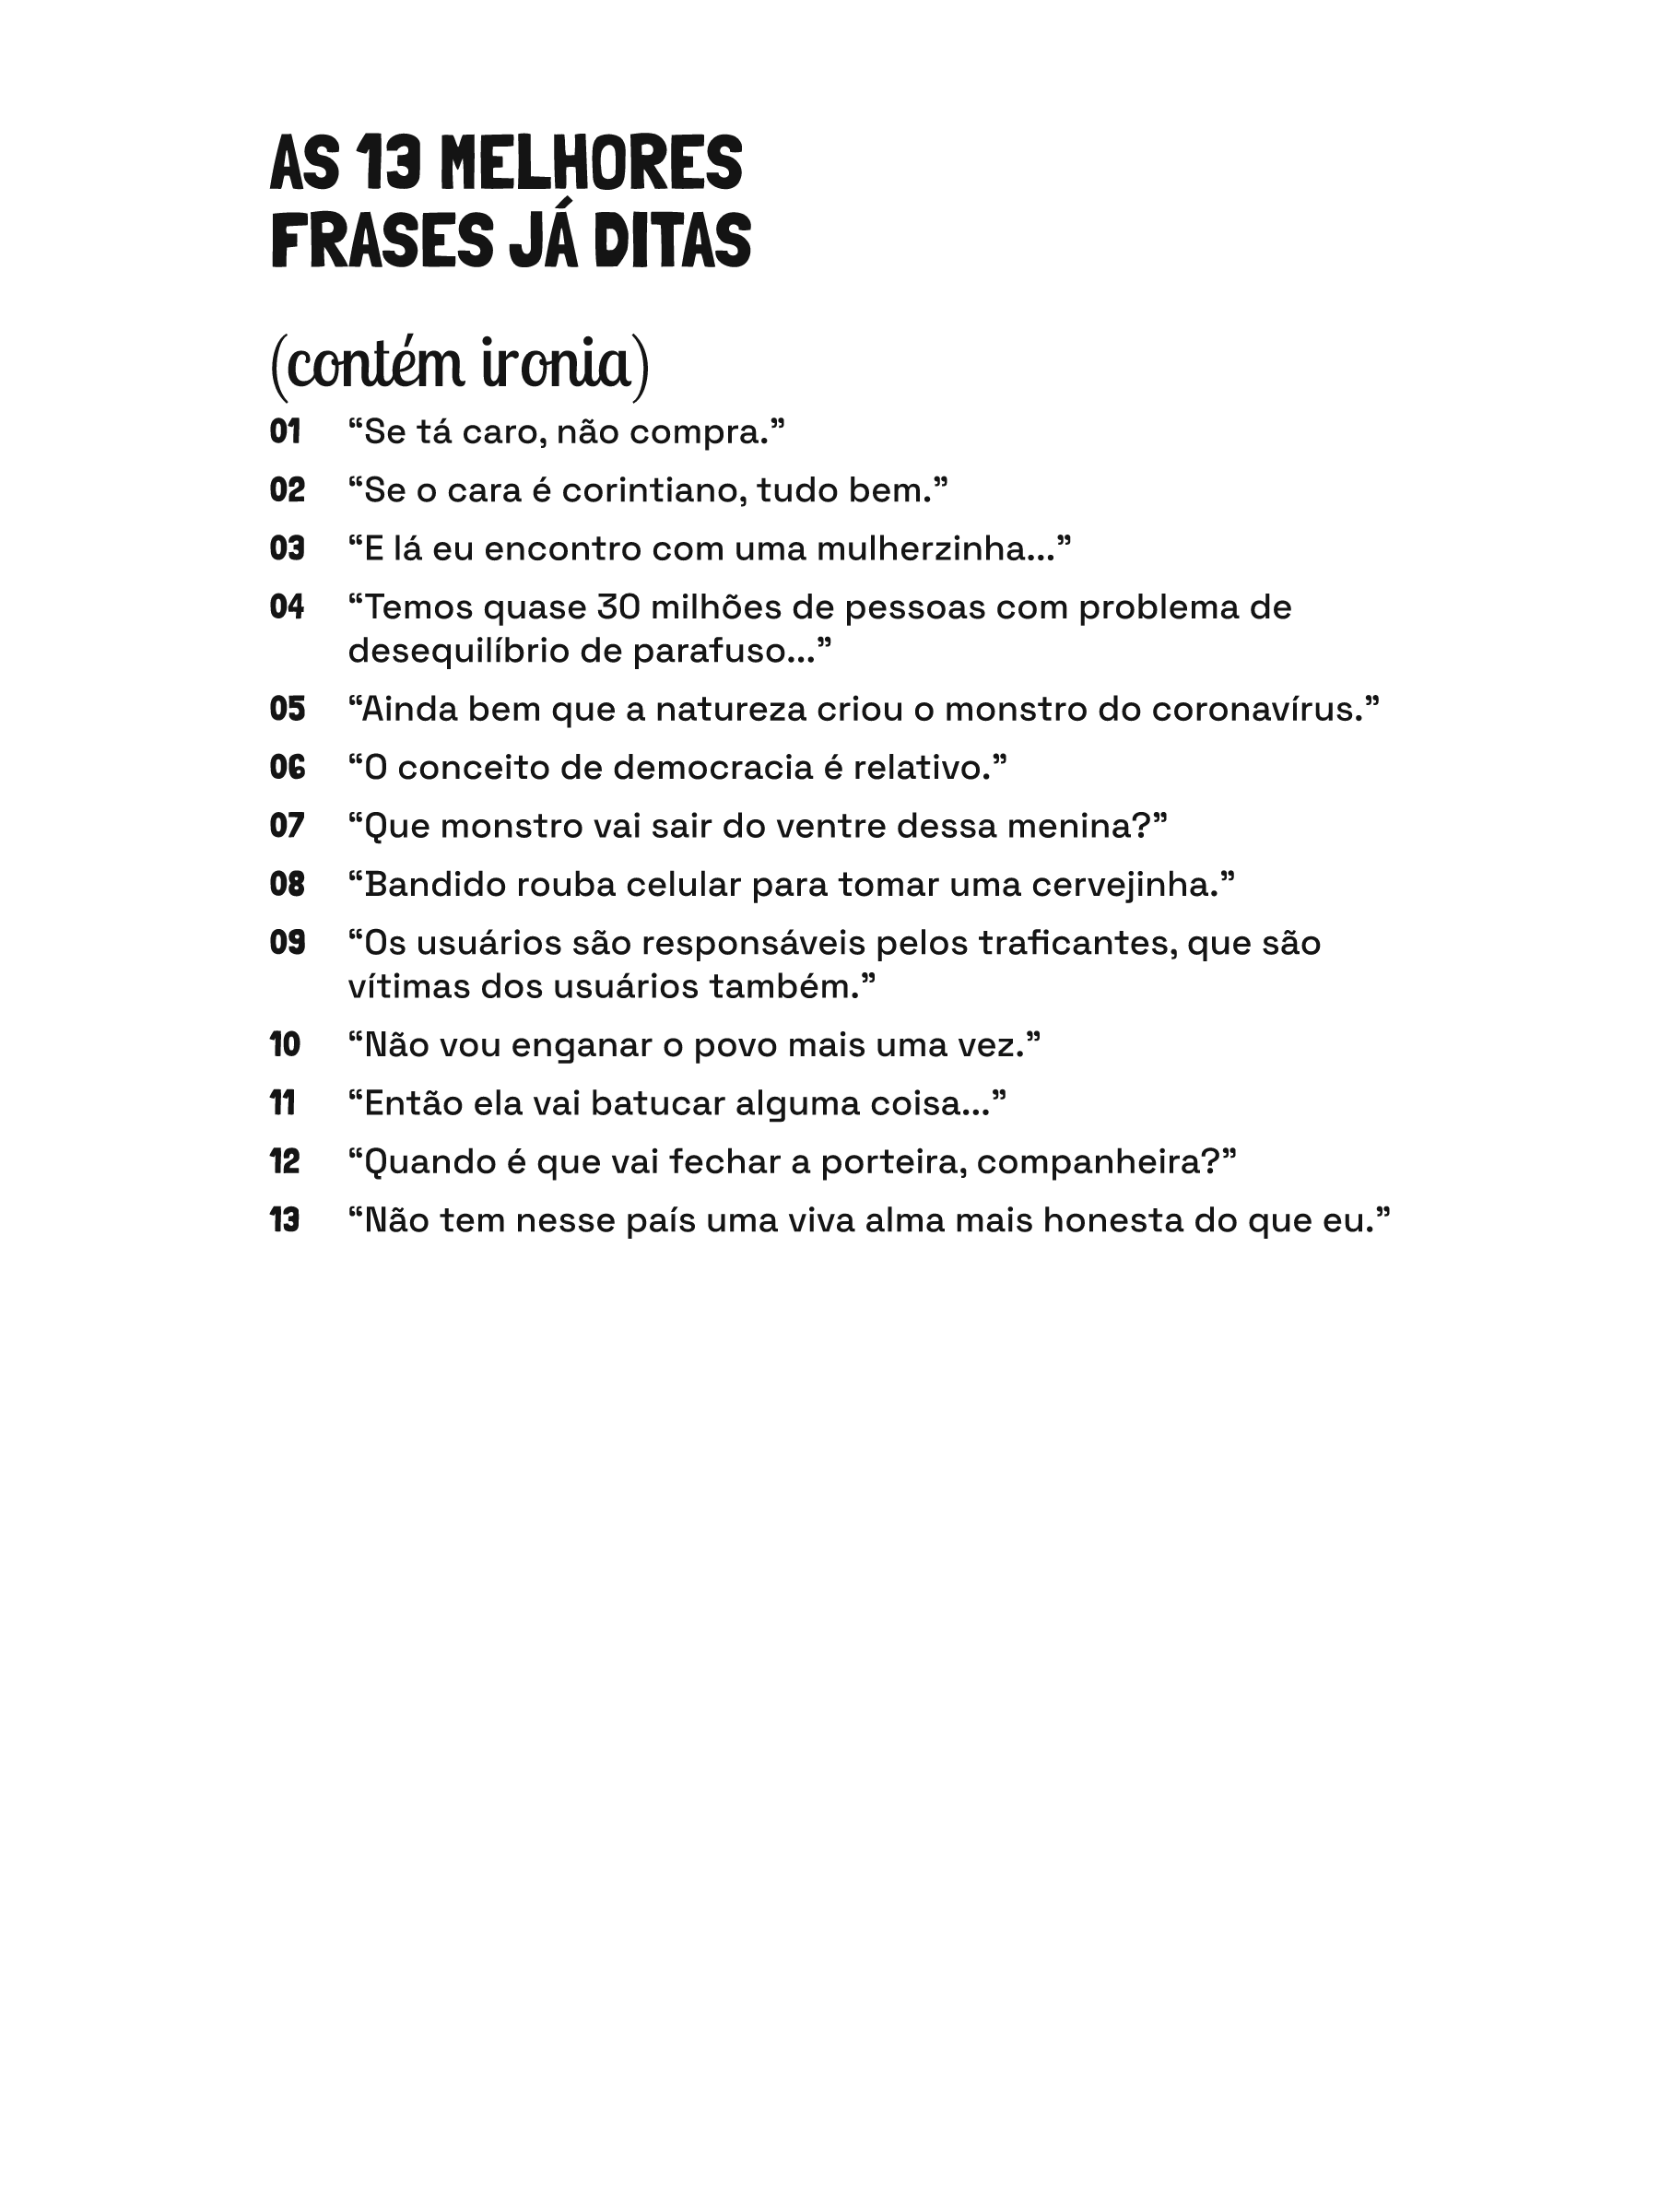 AS 13 MELHORES
FRASES JÁ DITAS
(contém ironia)
01 “Se tá caro, não compra.”
02 “Se o cara é corintiano, tudo bem.”
03 “E lá eu encontro com uma mulherzinha...”
04 “Temos quase 30 milhões de pessoas com problema de
desequilíbrio de parafuso...”
05 “Ainda bem que a natureza criou o monstro do coronavírus.”
06 “O conceito de democracia é relativo.”
07 “Que monstro vai sair do ventre dessa menina?”
08 “Bandido rouba celular para tomar uma cervejinha.”
09 “Os usuários são responsáveis pelos traficantes, que são
vítimas dos usuários também.”
10 “Não vou enganar o povo mais uma vez.”
11 “Então ela vai batucar alguma coisa...”
12 “Quando é que vai fechar a porteira, companheira?”
13 “Não tem nesse país uma viva alma mais honesta do que eu.”